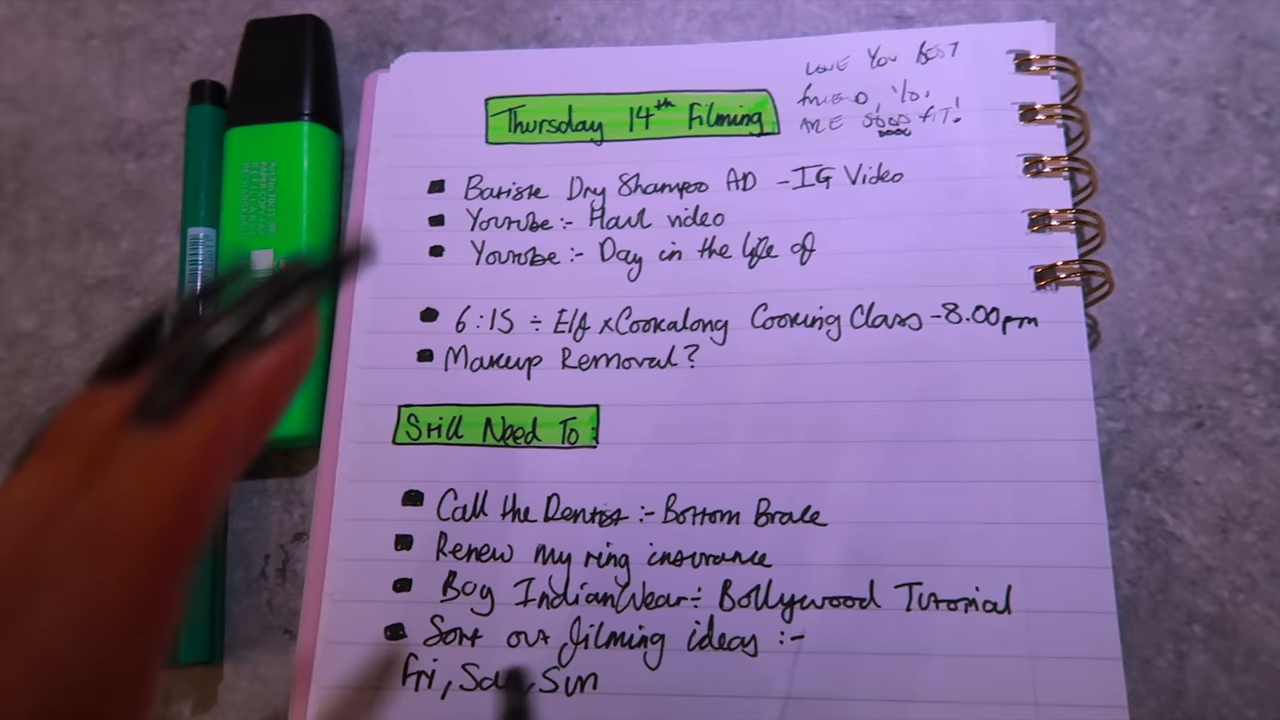 Thursday 14th Filming
LOVE YOU BEST
FRIEND,
ARE SOOO FIT!
Batiste Dry Shampoo AD - IG Video
Youtube :- Haul video
Youtube :- Day in the life of
6:15 ÷ Elf x Cookalong Cooking Class - 8.00pm
Makeup Removal?
Still Need To :
Call the Dentist :- Bottom Brace
Renew my ring insurance
Buy Indian Wear ÷ Bollywood Tutorial
Sort out filming ideas :-
Fri, Sat, Sun